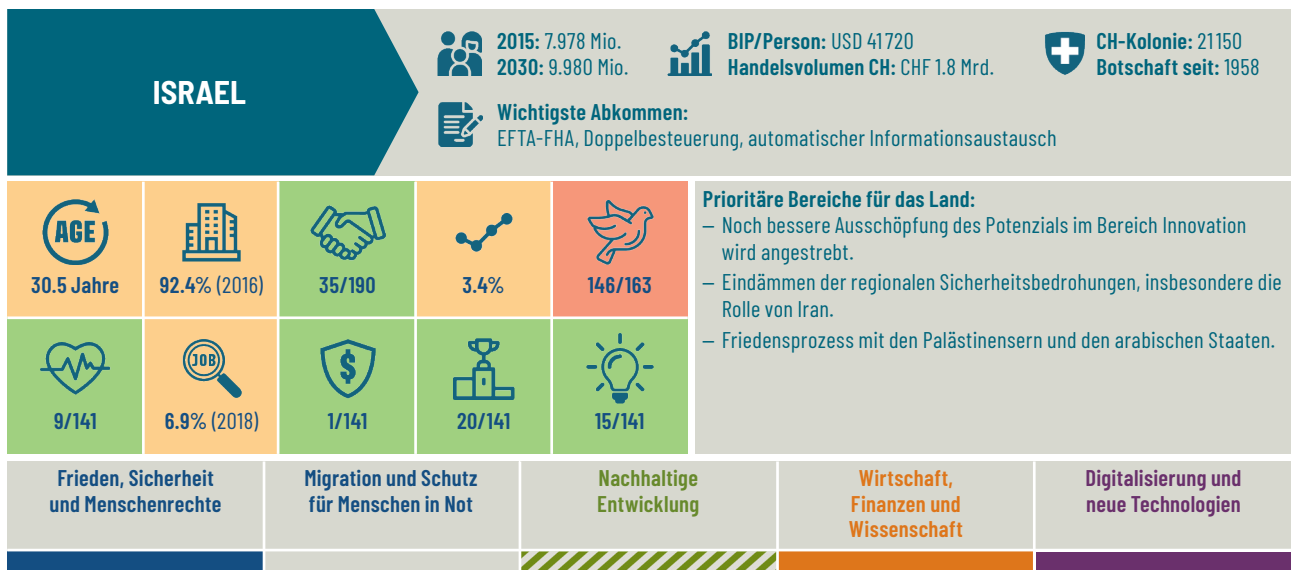 ISRAEL
2015: 7.978 Mio.
2030: 9.980 Mio.
BIP/Person: USD 41720
Handelsvolumen CH: CHF 1.8 Mrd.
CH-Kolonie: 21150
Botschaft seit: 1958
Wichtigste Abkommen:
EFTA-FHA, Doppelbesteuerung, automatischer Informationsaustausch
AGE
30.5 Jahre
92.4% (2016)
35/190
3.4%
146/163
JOB
$
9/141
6.9% (2018)
1/141
20/141
15/141
Prioritäre Bereiche für das Land:
– Noch bessere Ausschöpfung des Potenzials im Bereich Innovation
wird angestrebt.
– Eindämmen der regionalen Sicherheitsbedrohungen, insbesondere die
Rolle von Iran.
– Friedensprozess mit den Palästinensern und den arabischen Staaten.
Frieden, Sicherheit
und Menschenrechte
Migration und Schutz
für Menschen in Not
Nachhaltige
Entwicklung
Wirtschaft,
Finanzen und
Wissenschaft
Digitalisierung und
neue Technologien